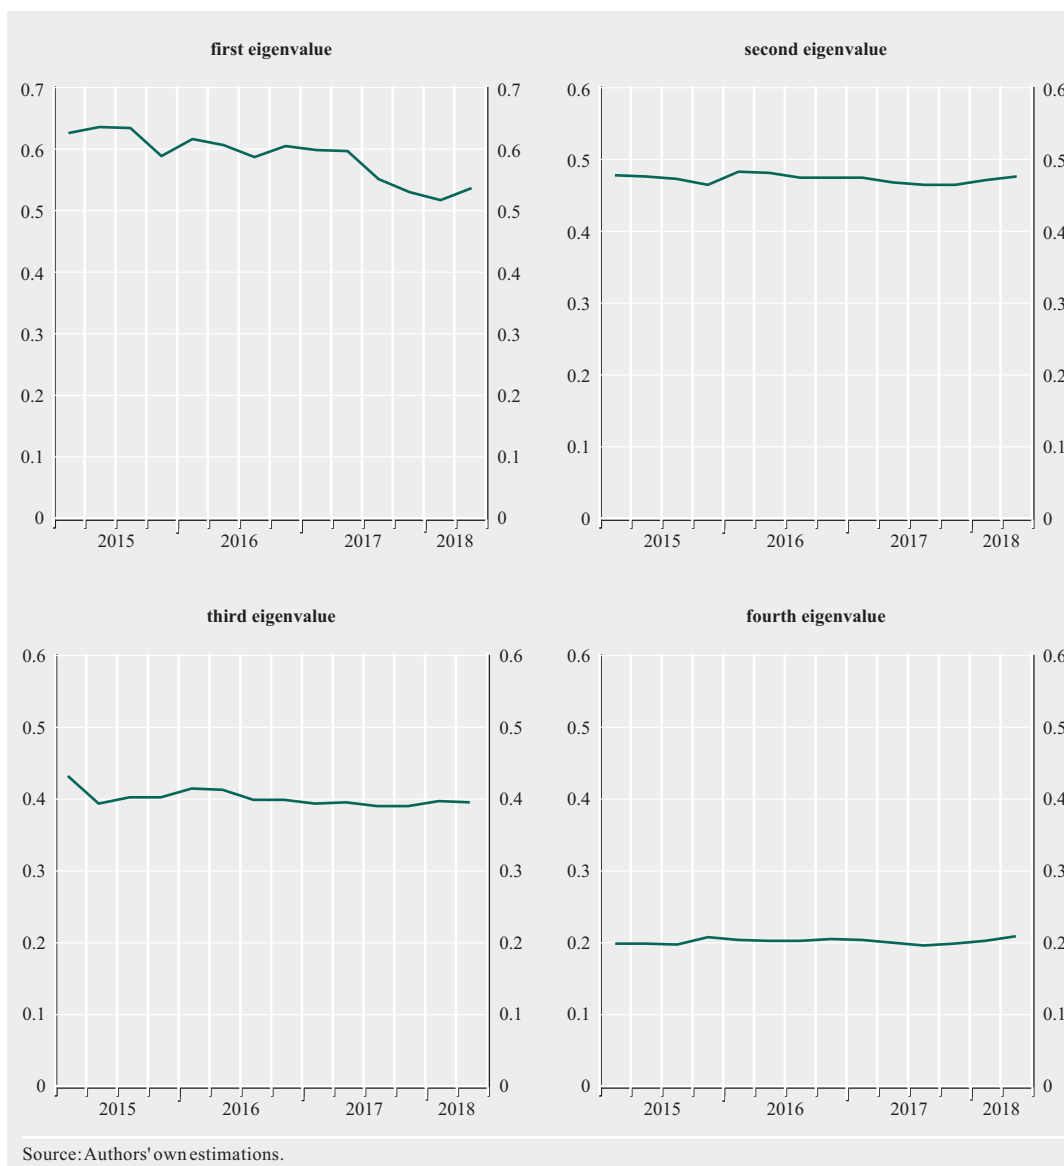 first eigenvalue
second eigenvalue
0.7 0.7 0.6 0.6
0.6 0.6 0.5 0.5
0.5 0.5 0.4 0.4
0.4 0.4 0.3 0.3
0.3 0.3 0.2 0.2
0.2 0.2 0.1 0.1
0.1 0.1
0 0 0 0
2015 2016 2017 2018 2015 2016 2017 2018
third eigenvalue
fourth eigenvalue
0.6 0.6 0.6 0.6
0.5 0.5 0.5 0.5
0.4 0.4 0.4 0.4
0.3 0.3 0.3 0.3
0.2 0.2 0.2 0.2
0.1 0.1 0.1 0.1
0 0 0 0
2015 2016 2017 2018 2015 2016 2017 2018
Source: Authors' own estimations.